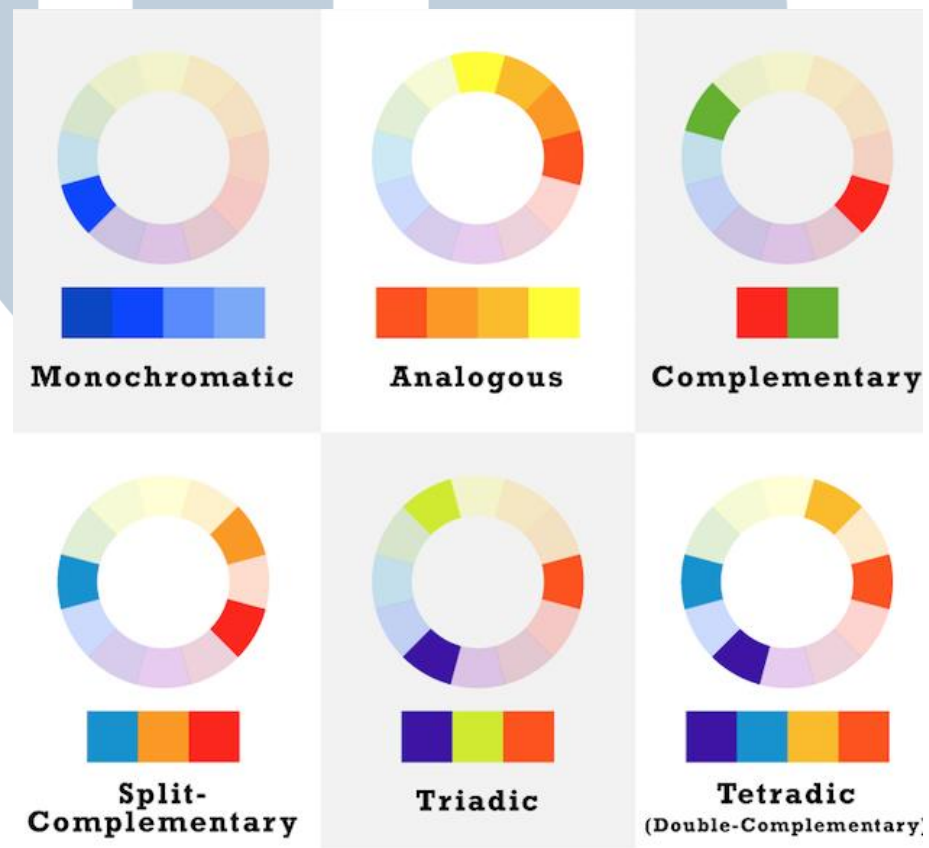 Monochromatic
Analogous
Complementary
Split-
Complementary
Triadic
Tetradic
(Double-Complementary)